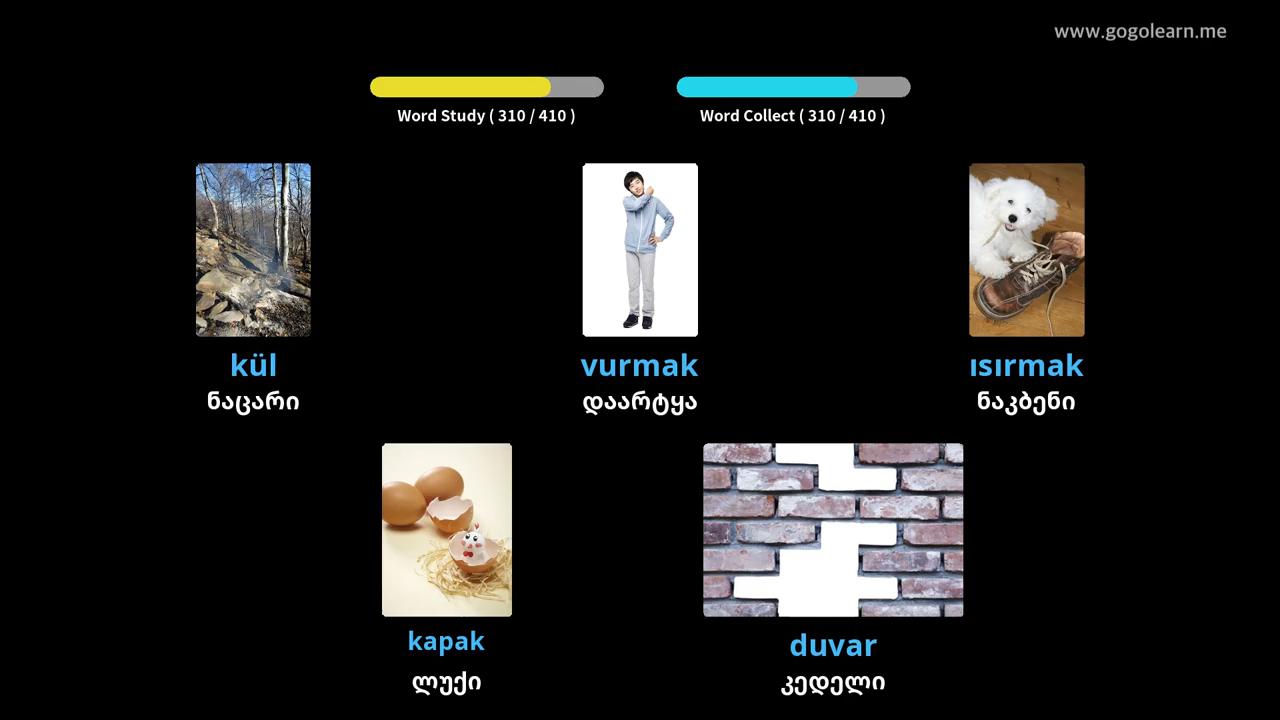 www.gogolearn.me
Word Study ( 310 / 410 )
Word Collect ( 310 / 410 )
kül
ნაცარი
vurmak
დაარტყა
ısırmak
ნაკბენი
kapak
ლუქი
duvar
კედელი